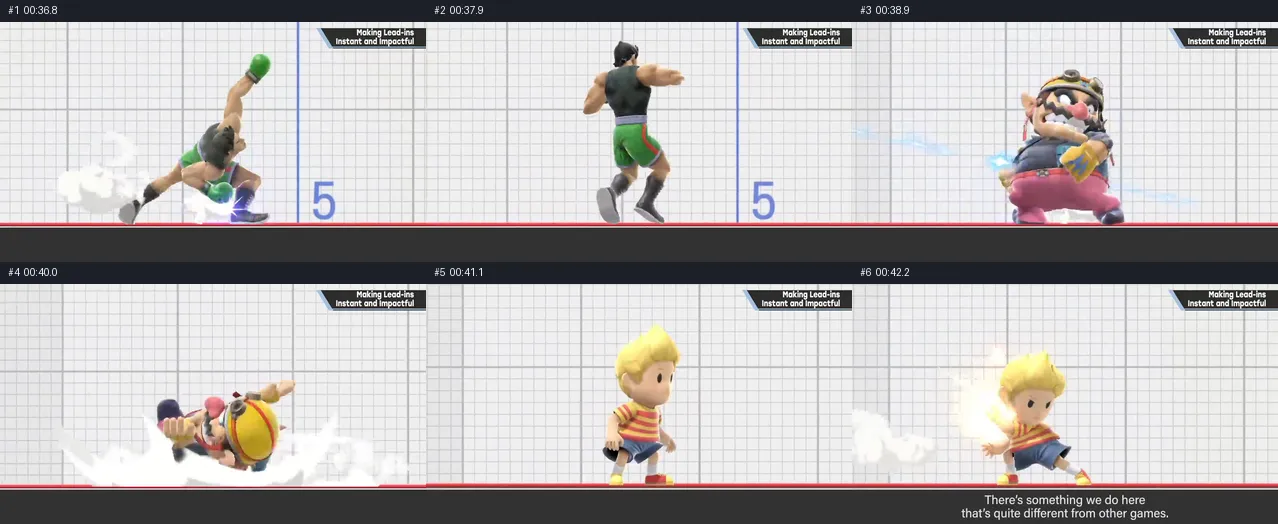 #1 00:36.8
Making Lead-ins
Instant and Impactful
5
#2 00:37.9
Making Lead-ins
Instant and Impactful
5
#3 00:38.9
Making Lead-ins
Instant and Impactful
#4 00:40.0
Making Lead-ins
Instant and Impactful
#5 00:41.1
Making Lead-ins
Instant and Impactful
#6 00:42.2
Making Lead-ins
Instant and Impactful
There's something we do here
that's quite different from other games.